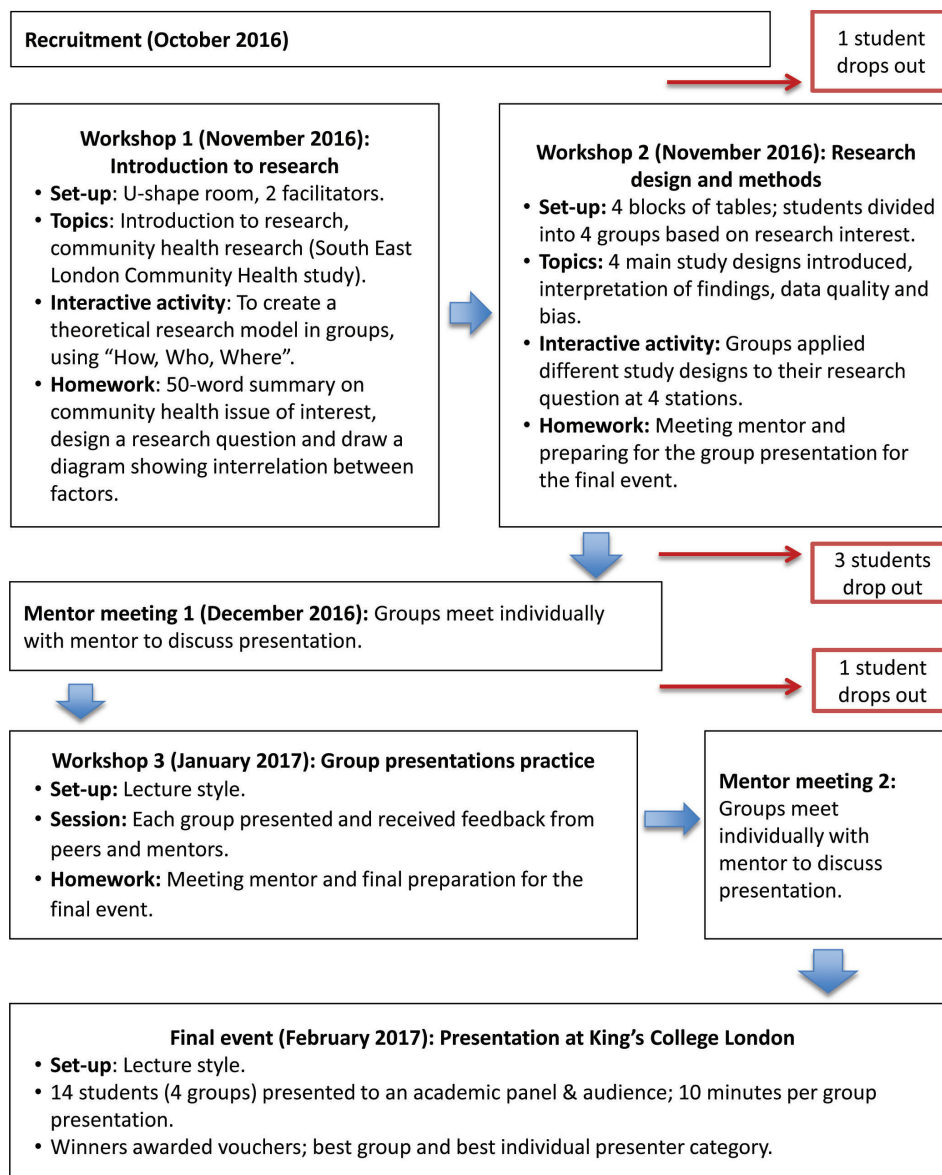 Recruitment (October 2016)
1 student
drops out
Workshop 1 (November 2016):
Introduction to research
• Set-up: U-shape room, 2 facilitators.
• Topics: Introduction to research,
community health research (South East
London Community Health study).
• Interactive activity: To create a
theoretical research model in groups,
using “How, Who, Where”.
• Homework: 50-word summary on
community health issue of interest,
design a research question and draw a
diagram showing interrelation between
factors.
Workshop 2 (November 2016): Research
design and methods
• Set-up: 4 blocks of tables; students divided
into 4 groups based on research interest.
• Topics: 4 main study designs introduced,
interpretation of findings, data quality and
bias.
• Interactive activity: Groups applied
different study designs to their research
question at 4 stations.
• Homework: Meeting mentor and
preparing for the group presentation for
the final event.
3 students
drop out
Mentor meeting 1 (December 2016): Groups meet individually
with mentor to discuss presentation.
1 student
drops out
Workshop 3 (January 2017): Group presentations practice
• Set-up: Lecture style.
• Session: Each group presented and received feedback from
peers and mentors.
• Homework: Meeting mentor and final preparation for the
final event.
Mentor meeting 2:
Groups meet
individually with
mentor to discuss
presentation.
Final event (February 2017): Presentation at King’s College London
• Set-up: Lecture style.
• 14 students (4 groups) presented to an academic panel & audience; 10 minutes per group
presentation.
• Winners awarded vouchers; best group and best individual presenter category.